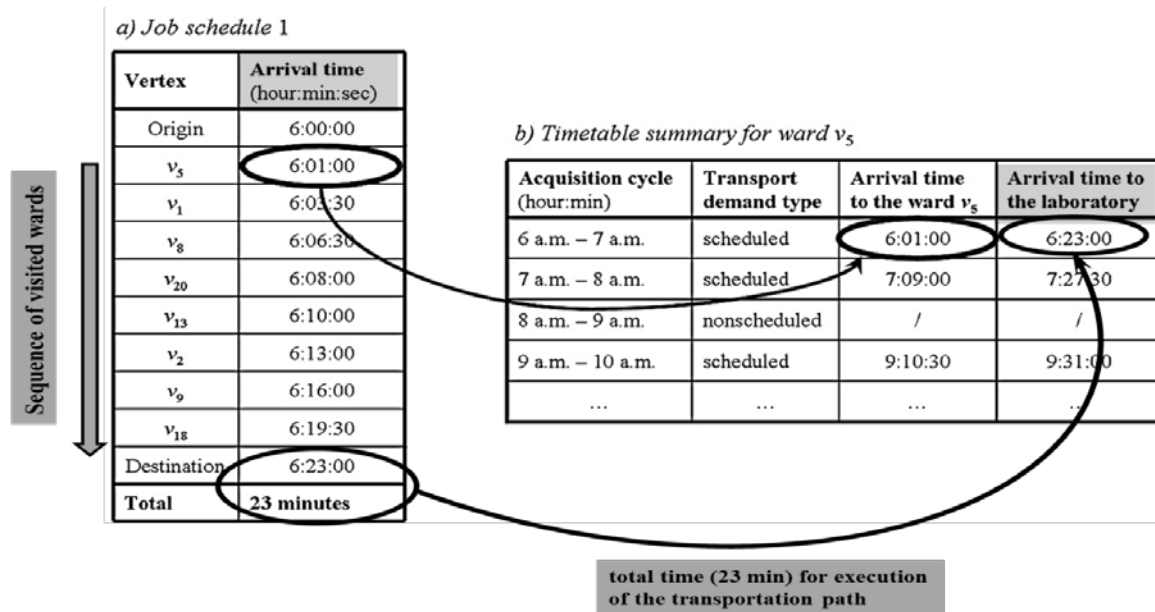 a) Job schedule 1
Vertex Arrival time (hour:min:sec)
Origin 6:00:00
v5 6:01:00
v1 6:03:30
v8 6:06:30
v20 6:08:00
v13 6:10:00
v2 6:13:00
v9 6:16:00
v18 6:19:30
Destination 6:23:00
Total 23 minutes
Sequence of visited wards
b) Timetable summary for ward v5
Acquisition cycle (hour:min) Transport demand type Arrival time to the ward v5 Arrival time to the laboratory
6 a.m. – 7 a.m. scheduled 6:01:00 6:23:00
7 a.m. – 8 a.m. scheduled 7:09:00 7:27:30
8 a.m. – 9 a.m. nonscheduled / /
9 a.m. – 10 a.m. scheduled 9:10:30 9:31:00
... ... ... ...
total time (23 min) for execution
of the transportation path